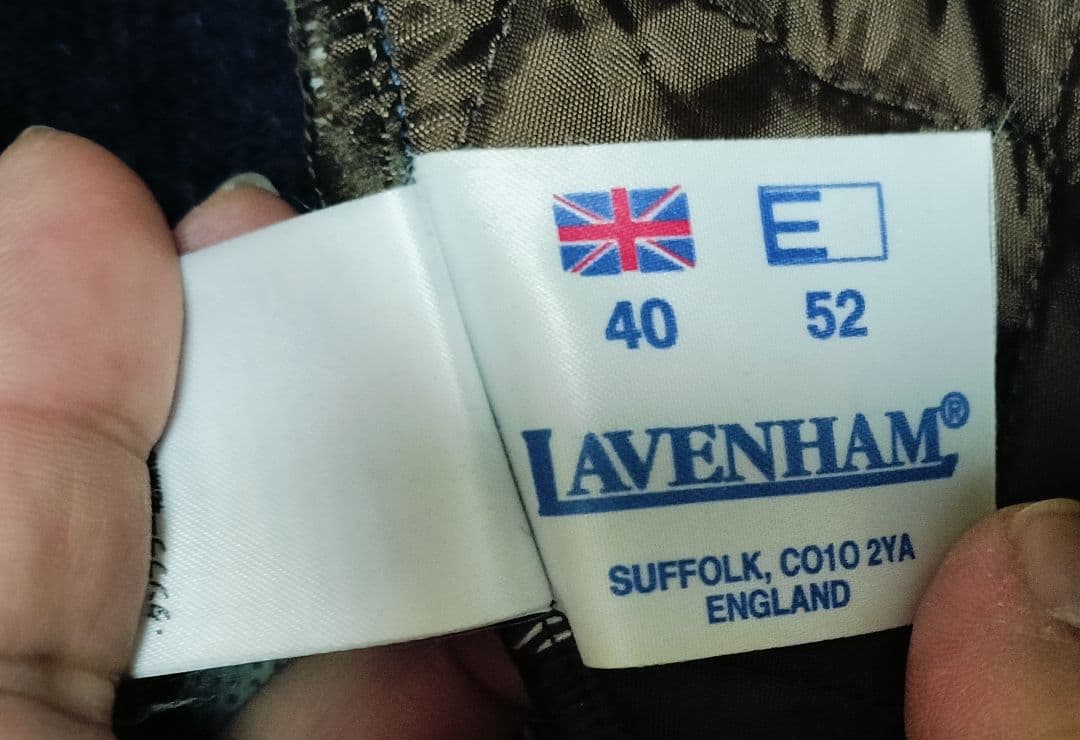 E
40 52
LAVENHAM®
SUFFOLK, CO10 2YA
ENGLAND